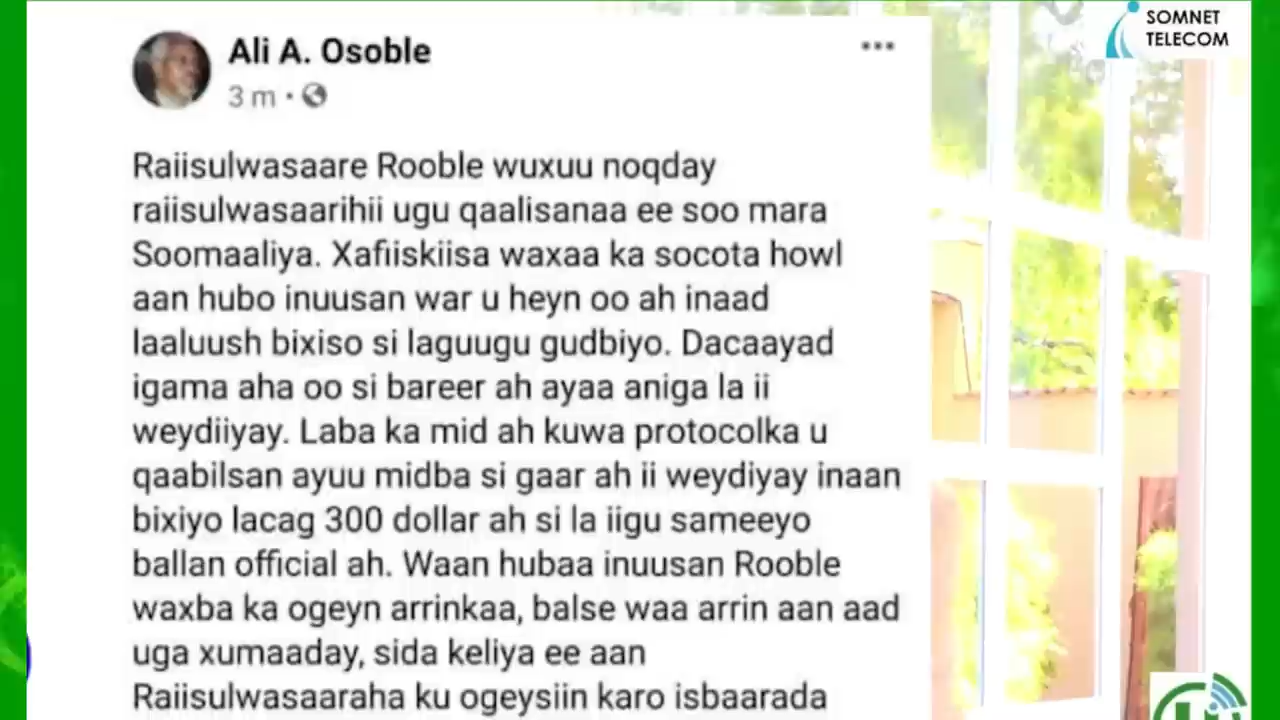 SOMNET
TELECOM
Ali A. Osoble
3 m
Raiisulwasaare Rooble wuxuu noqday
raiisulwasaarihii ugu qaalisanaa ee soo mara
Soomaaliya. Xafiiskiisa waxaa ka socota howl
aan hubo inuusan war u heyn oo ah inaad
laaluush bixiso si laguugu gudbiyo. Dacaayad
igama aha oo si bareer ah ayaa aniga la ii
weydiiyay. Laba ka mid ah kuwa protocolka u
qaabilsan ayuu midba si gaar ah ii weydiyay inaan
bixiyo lacag 300 dollar ah si la iigu sameeyo
ballan official ah. Waan hubaa inuusan Rooble
waxba ka ogeyn arrinkaa, balse waa arrin aan aad
uga xumaaday, sida keliya ee aan
Raiisulwasaaraha ku ogeysiin karo isbaarada